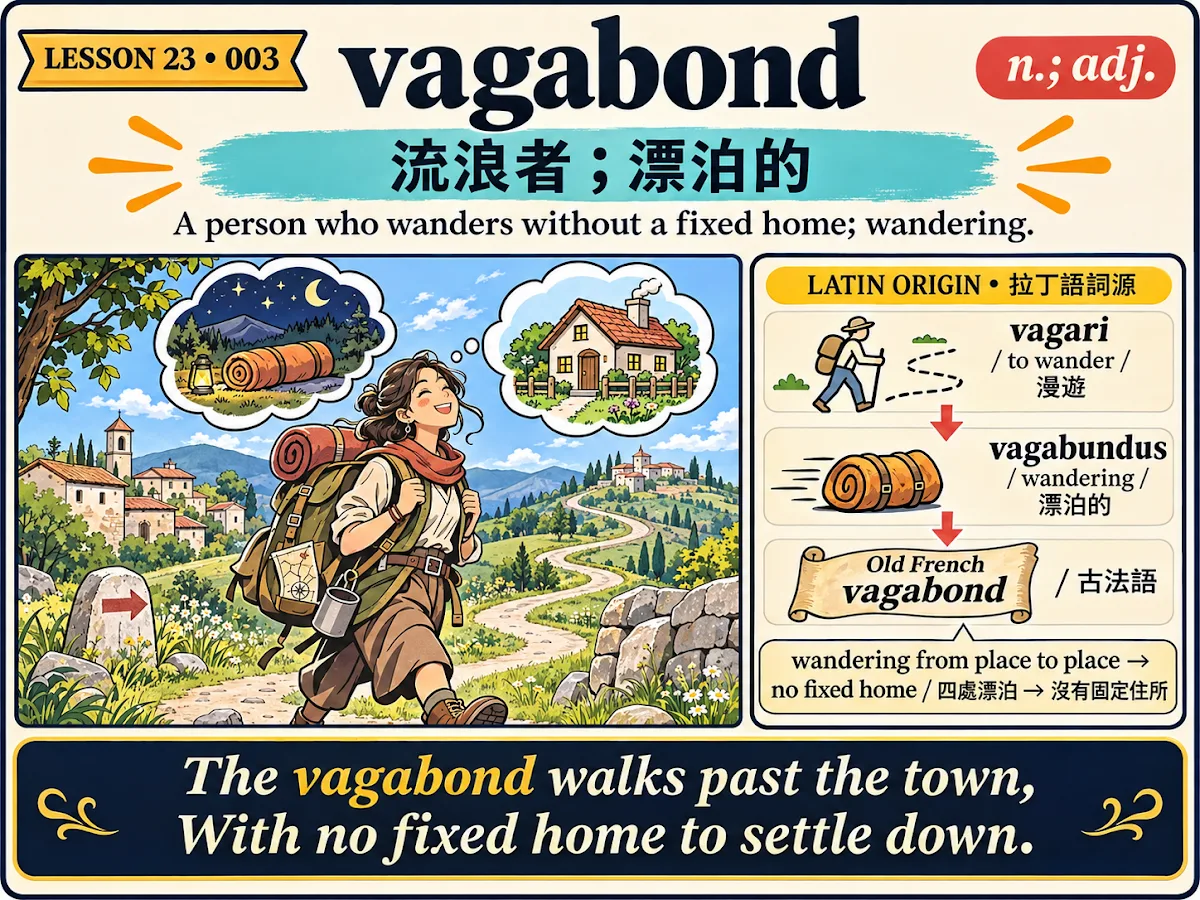 LESSON 23 • 003
vagabond
n.; adj.
流浪者；漂泊的
A person who wanders without a fixed home; wandering.
LATIN ORIGIN • 拉丁語詞源
vagari
/ to wander /
漫遊
vagabundus
/ wandering /
漂泊的
Old French
vagabond
/ 古法語
wandering from place to place →
no fixed home / 四處漂泊 → 沒有固定住所
The vagabond walks past the town,
With no fixed home to settle down.